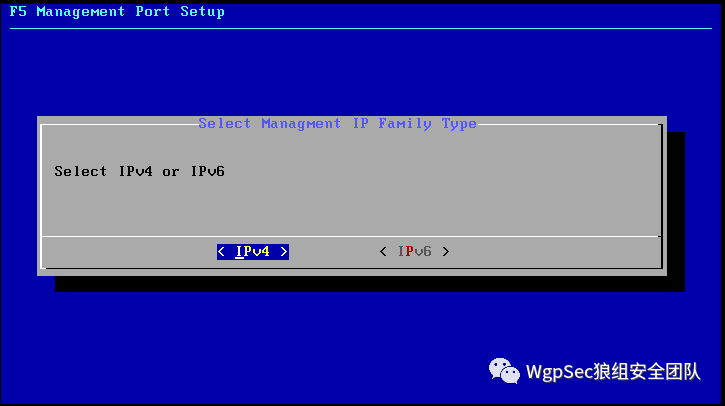 F5 Management Port Setup
Select Managment IP Family Type
Select IPv4 or IPv6
< IPv4 > < IPv6 >
WgpSec狼组安全团队